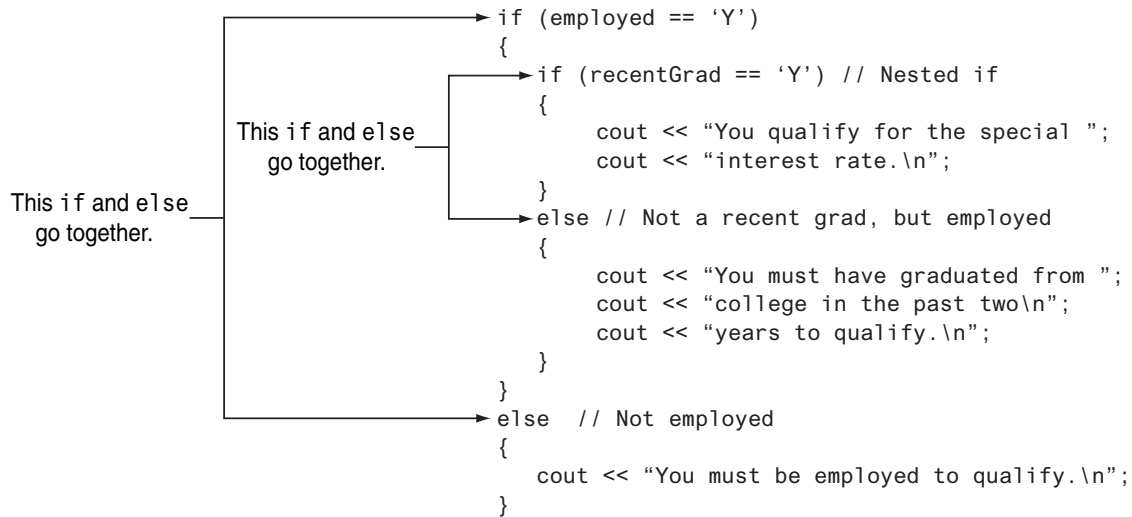 if (employed == ‘Y’)
{
if (recentGrad == ‘Y’) // Nested if
{
cout << “You qualify for the special ”;
cout << “interest rate.\n”;
}
else // Not a recent grad, but employed
{
cout << “You must have graduated from ”;
cout << “college in the past two\n”;
cout << “years to qualify.\n”;
}
}
else // Not employed
{
cout << “You must be employed to qualify.\n”;
}
This if and else
go together.
This if and else
go together.